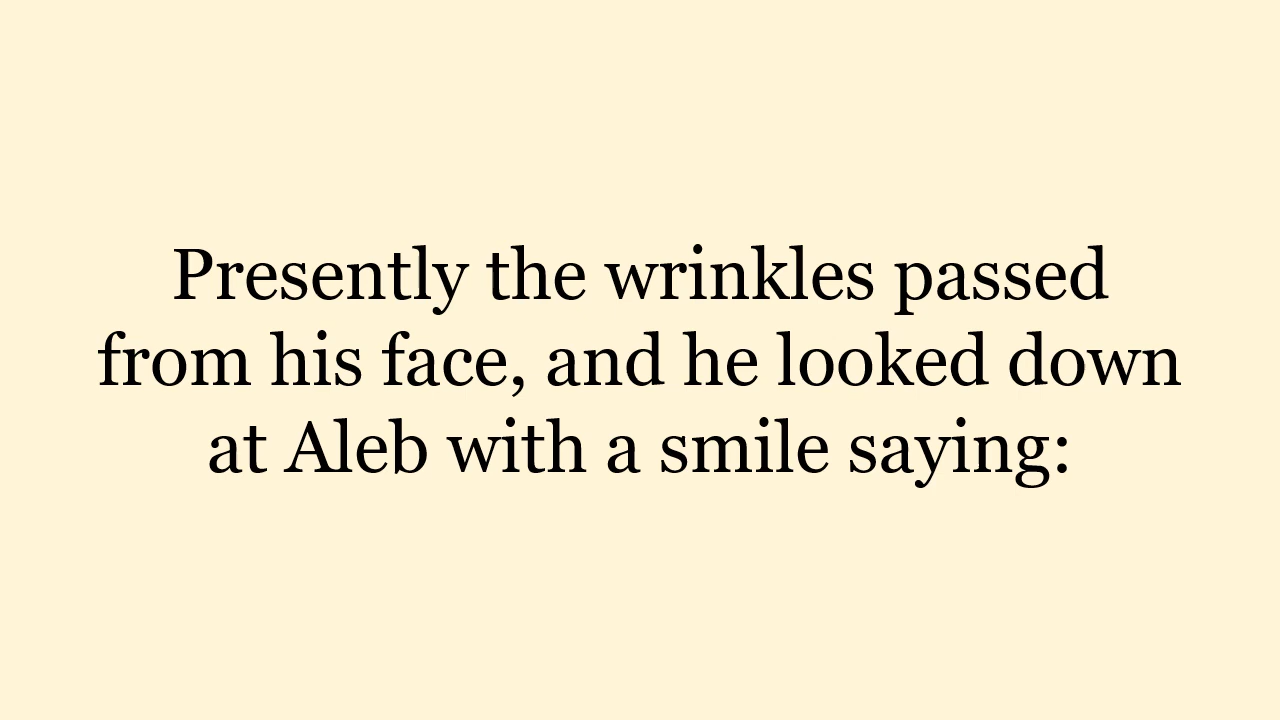 Presently the wrinkles passed
from his face, and he looked down
at Aleb with a smile saying: